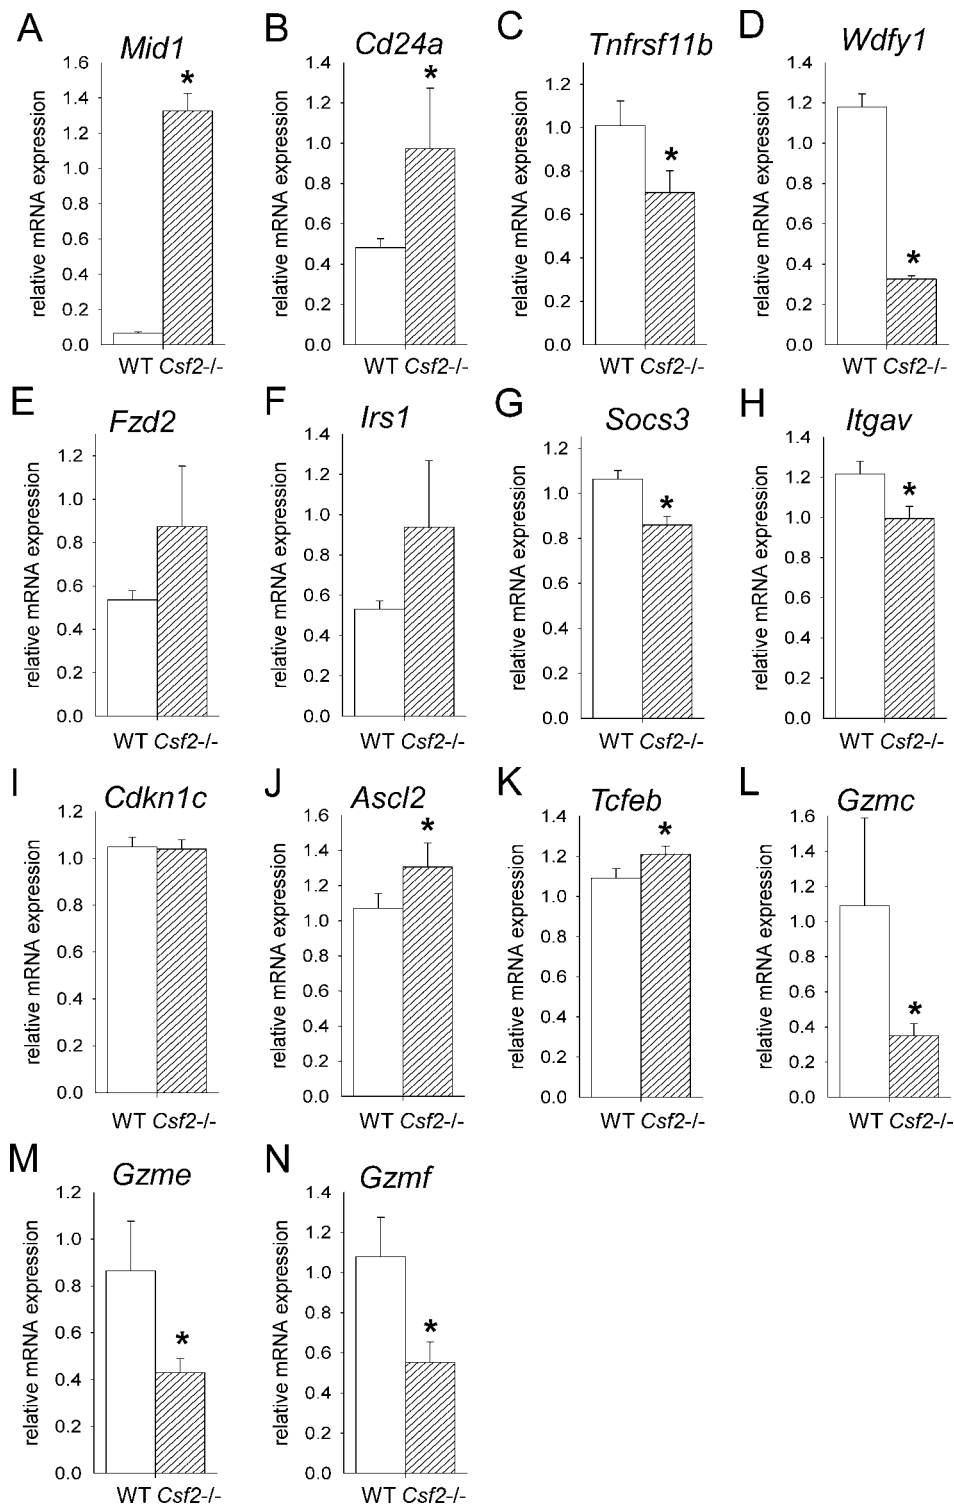 A
Mid1
relative mRNA expression
1.6
1.4
1.2
1.0
0.8
0.6
0.4
0.2
0.0
*
WT Csf2-/-
B
Cd24a
relative mRNA expression
1.4
1.2
1.0
0.8
0.6
0.4
0.2
0.0
*
WT Csf2-/-
C
Tnfrsf11b
relative mRNA expression
1.2
1.0
0.8
0.6
0.4
0.2
0.0
*
WT Csf2-/-
D
Wdfy1
relative mRNA expression
1.4
1.2
1.0
0.8
0.6
0.4
0.2
0.0
*
WT Csf2-/-
E
Fzd2
relative mRNA expression
1.2
1.0
0.8
0.6
0.4
0.2
0.0
WT Csf2-/-
F
Irs1
relative mRNA expression
1.4
1.2
1.0
0.8
0.6
0.4
0.2
0.0
WT Csf2-/-
G
Socs3
relative mRNA expression
1.2
1.0
0.8
0.6
0.4
0.2
0.0
*
WT Csf2-/-
H
Itgav
relative mRNA expression
1.4
1.2
1.0
0.8
0.6
0.4
0.2
0.0
*
WT Csf2-/-
I
Cdkn1c
relative mRNA expression
1.2
1.0
0.8
0.6
0.4
0.2
0.0
WT Csf2-/-
J
Ascl2
relative mRNA expression
1.6
1.4
1.2
1.0
0.8
0.6
0.4
0.2
0.0
*
WT Csf2-/-
K
Tcfeb
relative mRNA expression
1.4
1.2
1.0
0.8
0.6
0.4
0.2
0.0
*
WT Csf2-/-
L
Gzmc
relative mRNA expression
1.6
1.4
1.2
1.0
0.8
0.6
0.4
0.2
0.0
*
WT Csf2-/-
M
Gzme
relative mRNA expression
1.2
1.0
0.8
0.6
0.4
0.2
0.0
*
WT Csf2-/-
N
Gzmf
relative mRNA expression
1.4
1.2
1.0
0.8
0.6
0.4
0.2
0.0
*
WT Csf2-/-